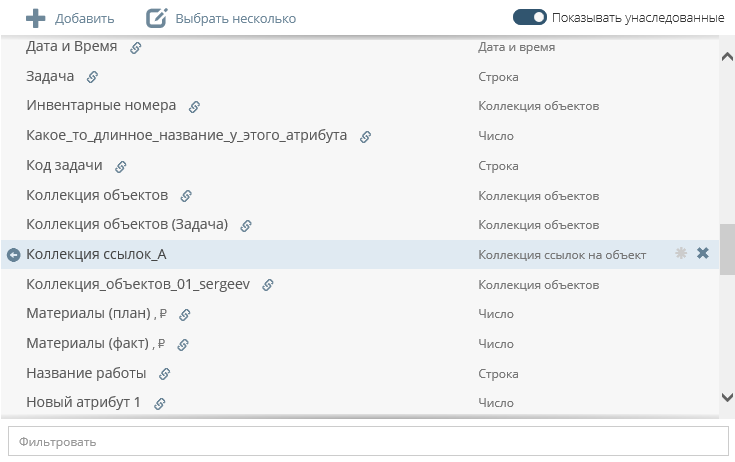 Добавить Выбрать несколько Показывать унаследованные
Дата и Время Дата и время
Задача Строка
Инвентарные номера Коллекция объектов
Какое_то_длинное_название_у_этого_атрибута Число
Код задачи Строка
Коллекция объектов Коллекция объектов
Коллекция объектов (Задача) Коллекция объектов
Коллекция ссылок_А Коллекция ссылок на объект
Коллекция_объектов_01_sergeev Коллекция объектов
Материалы (план) , ₽ Число
Материалы (факт) , ₽ Число
Название работы Строка
Новый атрибут 1 Число
Фильтровать